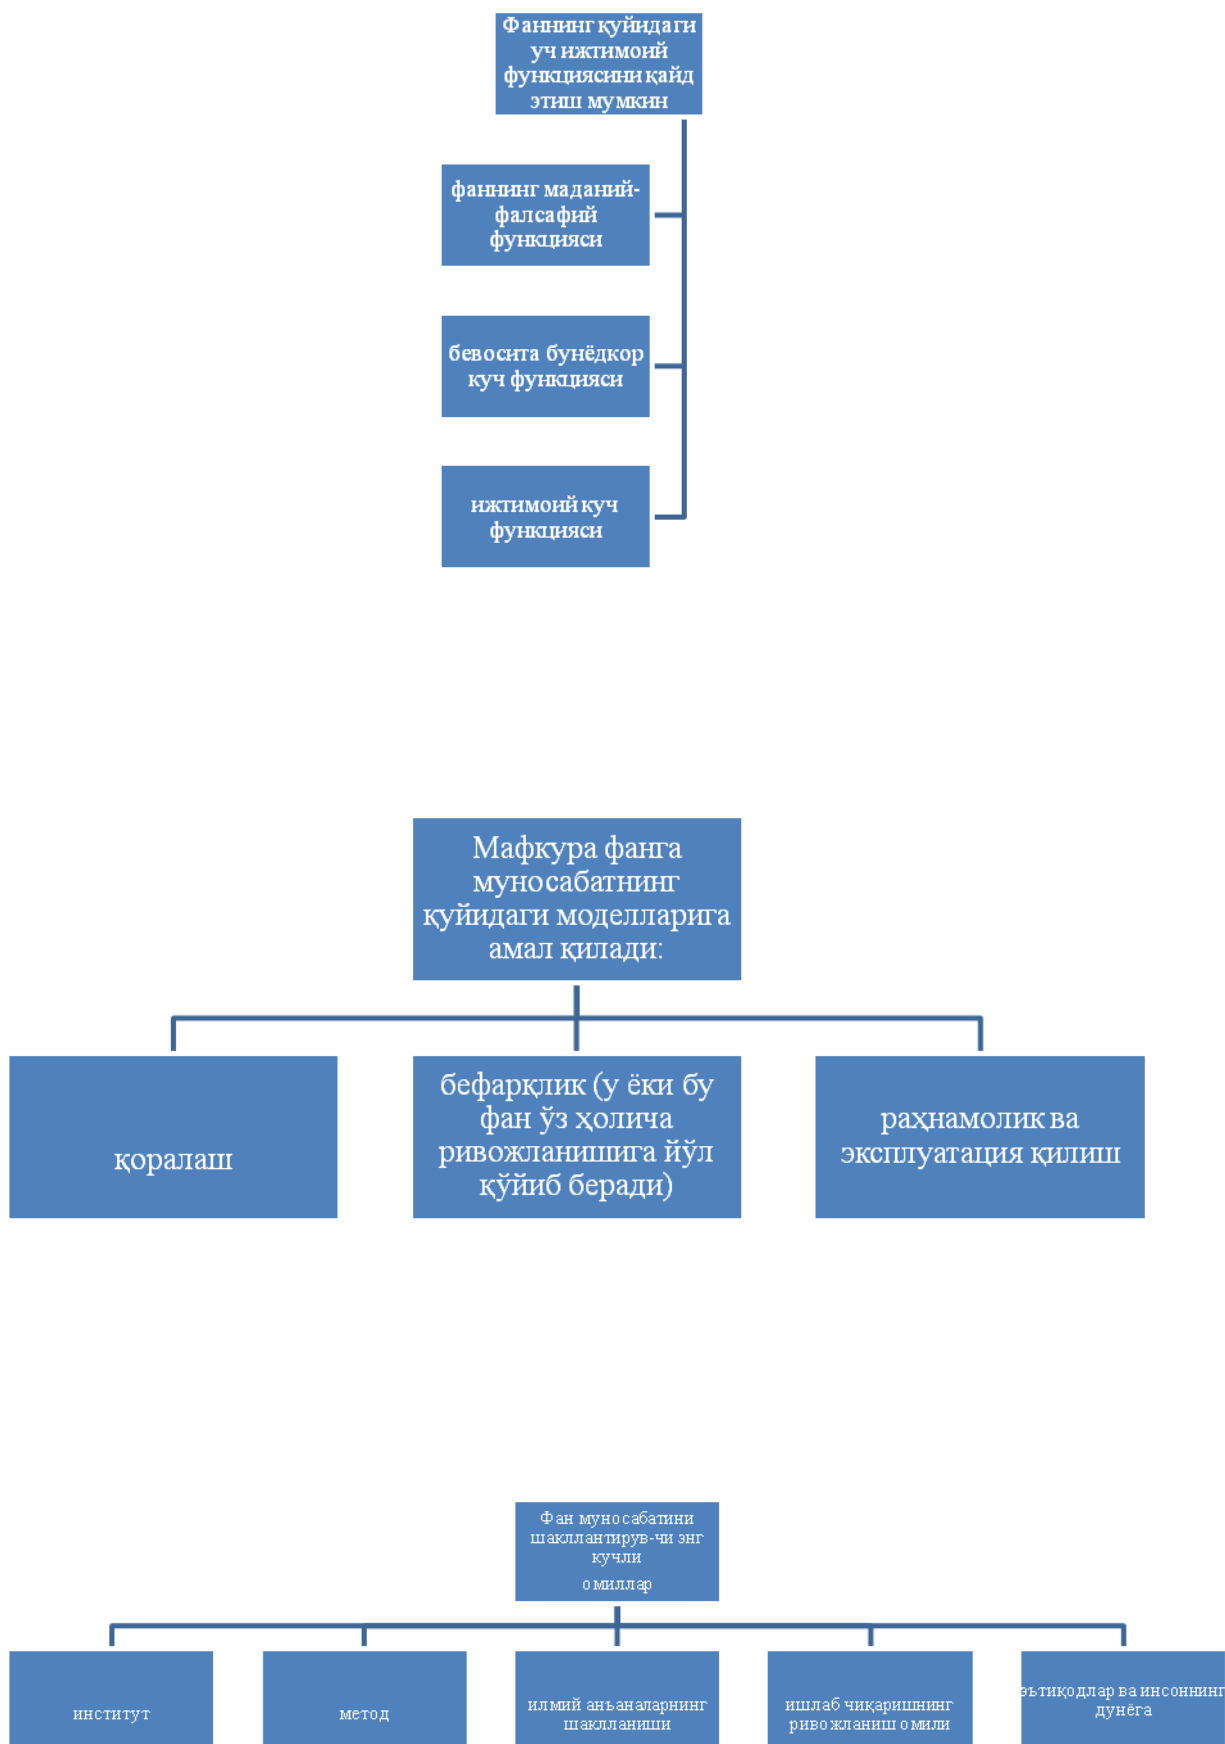 Фаннинг қуйидаги
уч ижтимоий
функциясини қайд
этиш мумкин
фаннинг маданий-
фалсафий
функцияси
бевосита бунёдкор
куч функцияси
ижтимоий куч
функцияси
Мафкура фанга
муносабатнинг
қуйидаги моделларига
амал қилади:
қоралаш
бефарқлик (у ёки бу
фан ўз ҳолича
ривожланишига йўл
қўйиб беради)
раҳнамолик ва
эксплуатация қилиш
Фан муносабатини
шакллантирув-чи энг
кучли
омиллар
институт
метод
илмий анъаналарнинг
шаклланиши
ишлаб чиқаришнинг
ривожланиш омили
эътиқодлар ва инсоннинг
дунёга